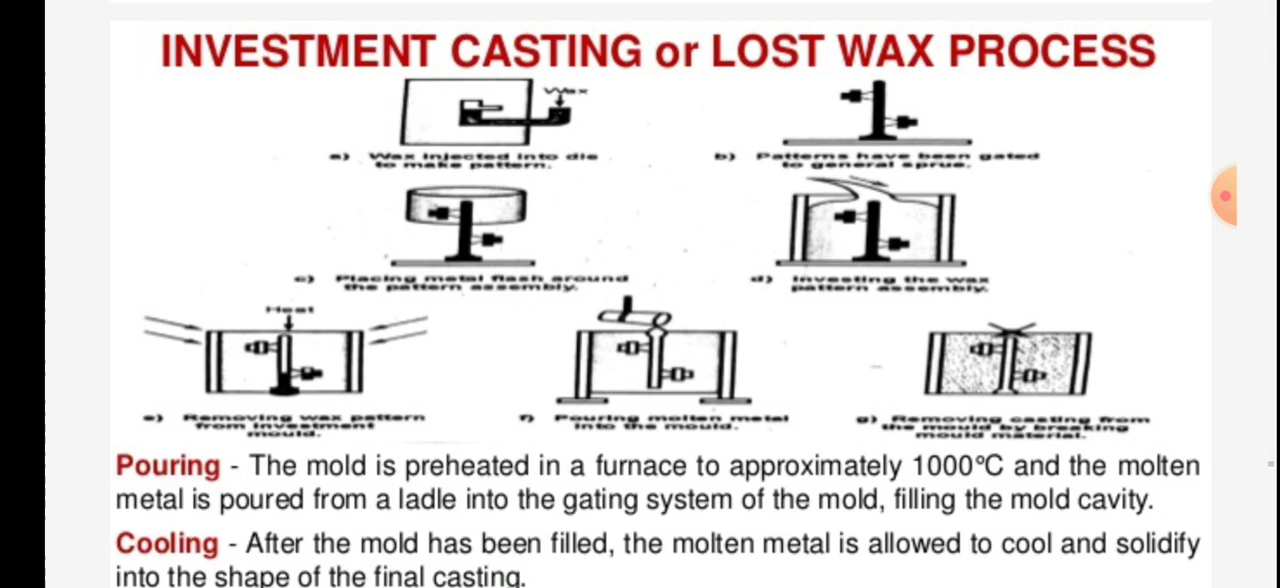 INVESTMENT CASTING or LOST WAX PROCESS
Wax
a) Wax injected into die
to make pattern.
b) Patterns have been gated
to general sprue.
c) Placing metal flash around
the pattern assembly.
d) Investing the wax
pattern assembly.
Heat
e) Removing wax pattern
from investment
mould.
f) Pouring molten metal
into the mould.
g) Removing casting from
the mould by breaking
mould material.
Pouring - The mold is preheated in a furnace to approximately 1000°C and the molten
metal is poured from a ladle into the gating system of the mold, filling the mold cavity.
Cooling - After the mold has been filled, the molten metal is allowed to cool and solidify
into the shape of the final casting.